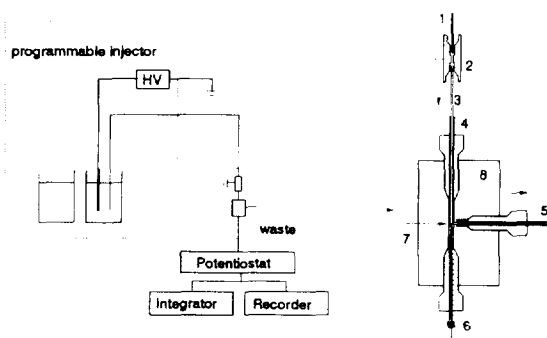 programmable injector
HV
waste
Potentiostat
Integrator
Recorder
1
2
3
4
8
5
7
6